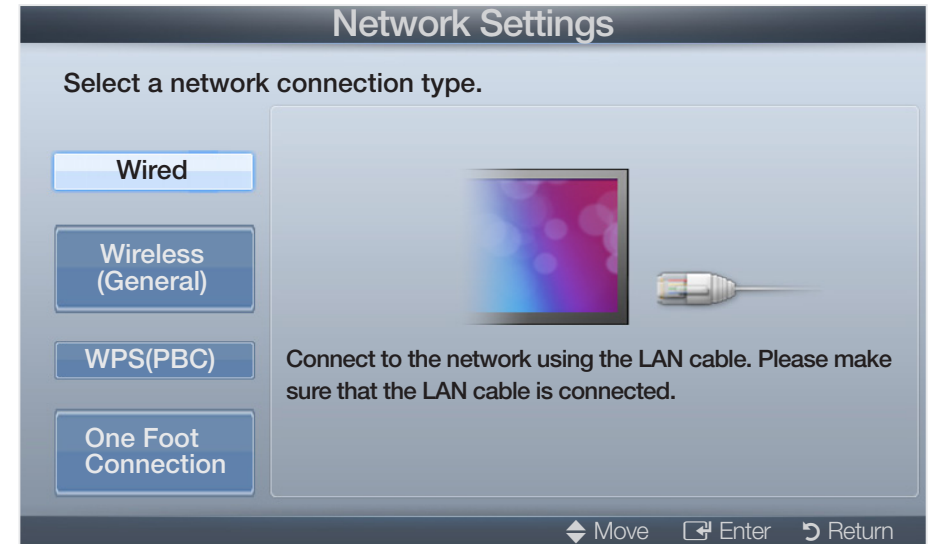 Network Settings
Select a network connection type.
Wired
Wireless
(General)
WPS(PBC)
One Foot
Connection
Connect to the network using the LAN cable. Please make
sure that the LAN cable is connected.
Move Enter Return